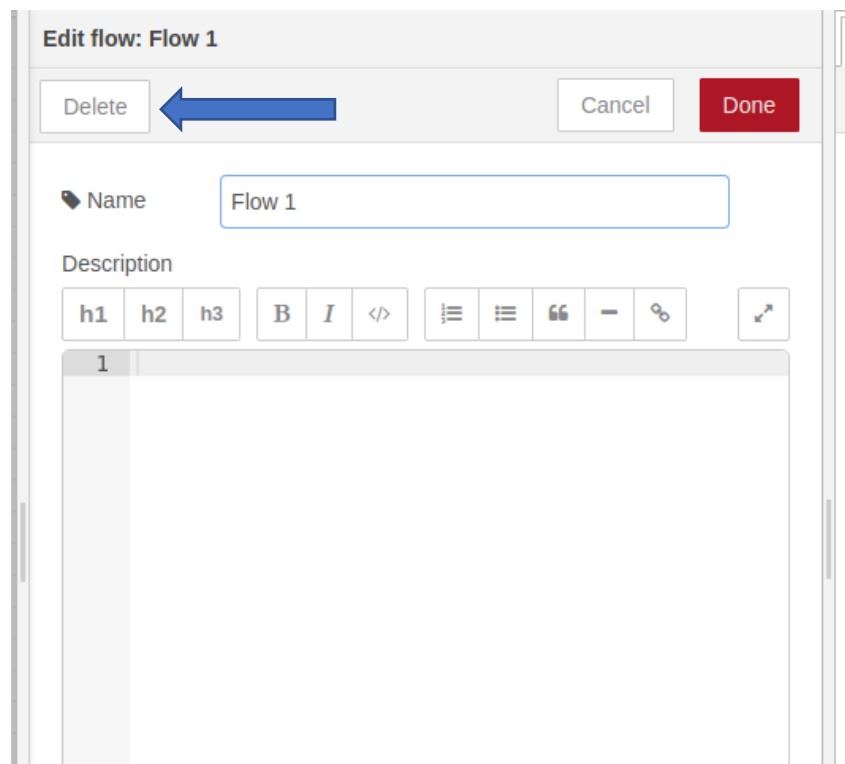 Edit flow: Flow 1
Delete Cancel Done
Name Flow 1
Description
h1 h2 h3 B I </>
1